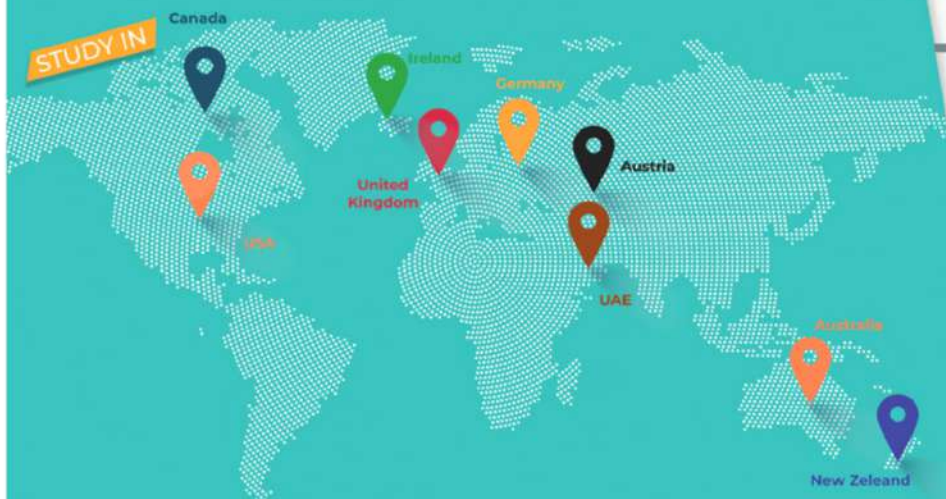 Canada
STUDY IN
Ireland
Germany
Austria
United
Kingdom
USA
UAE
Australia
New Zeleand